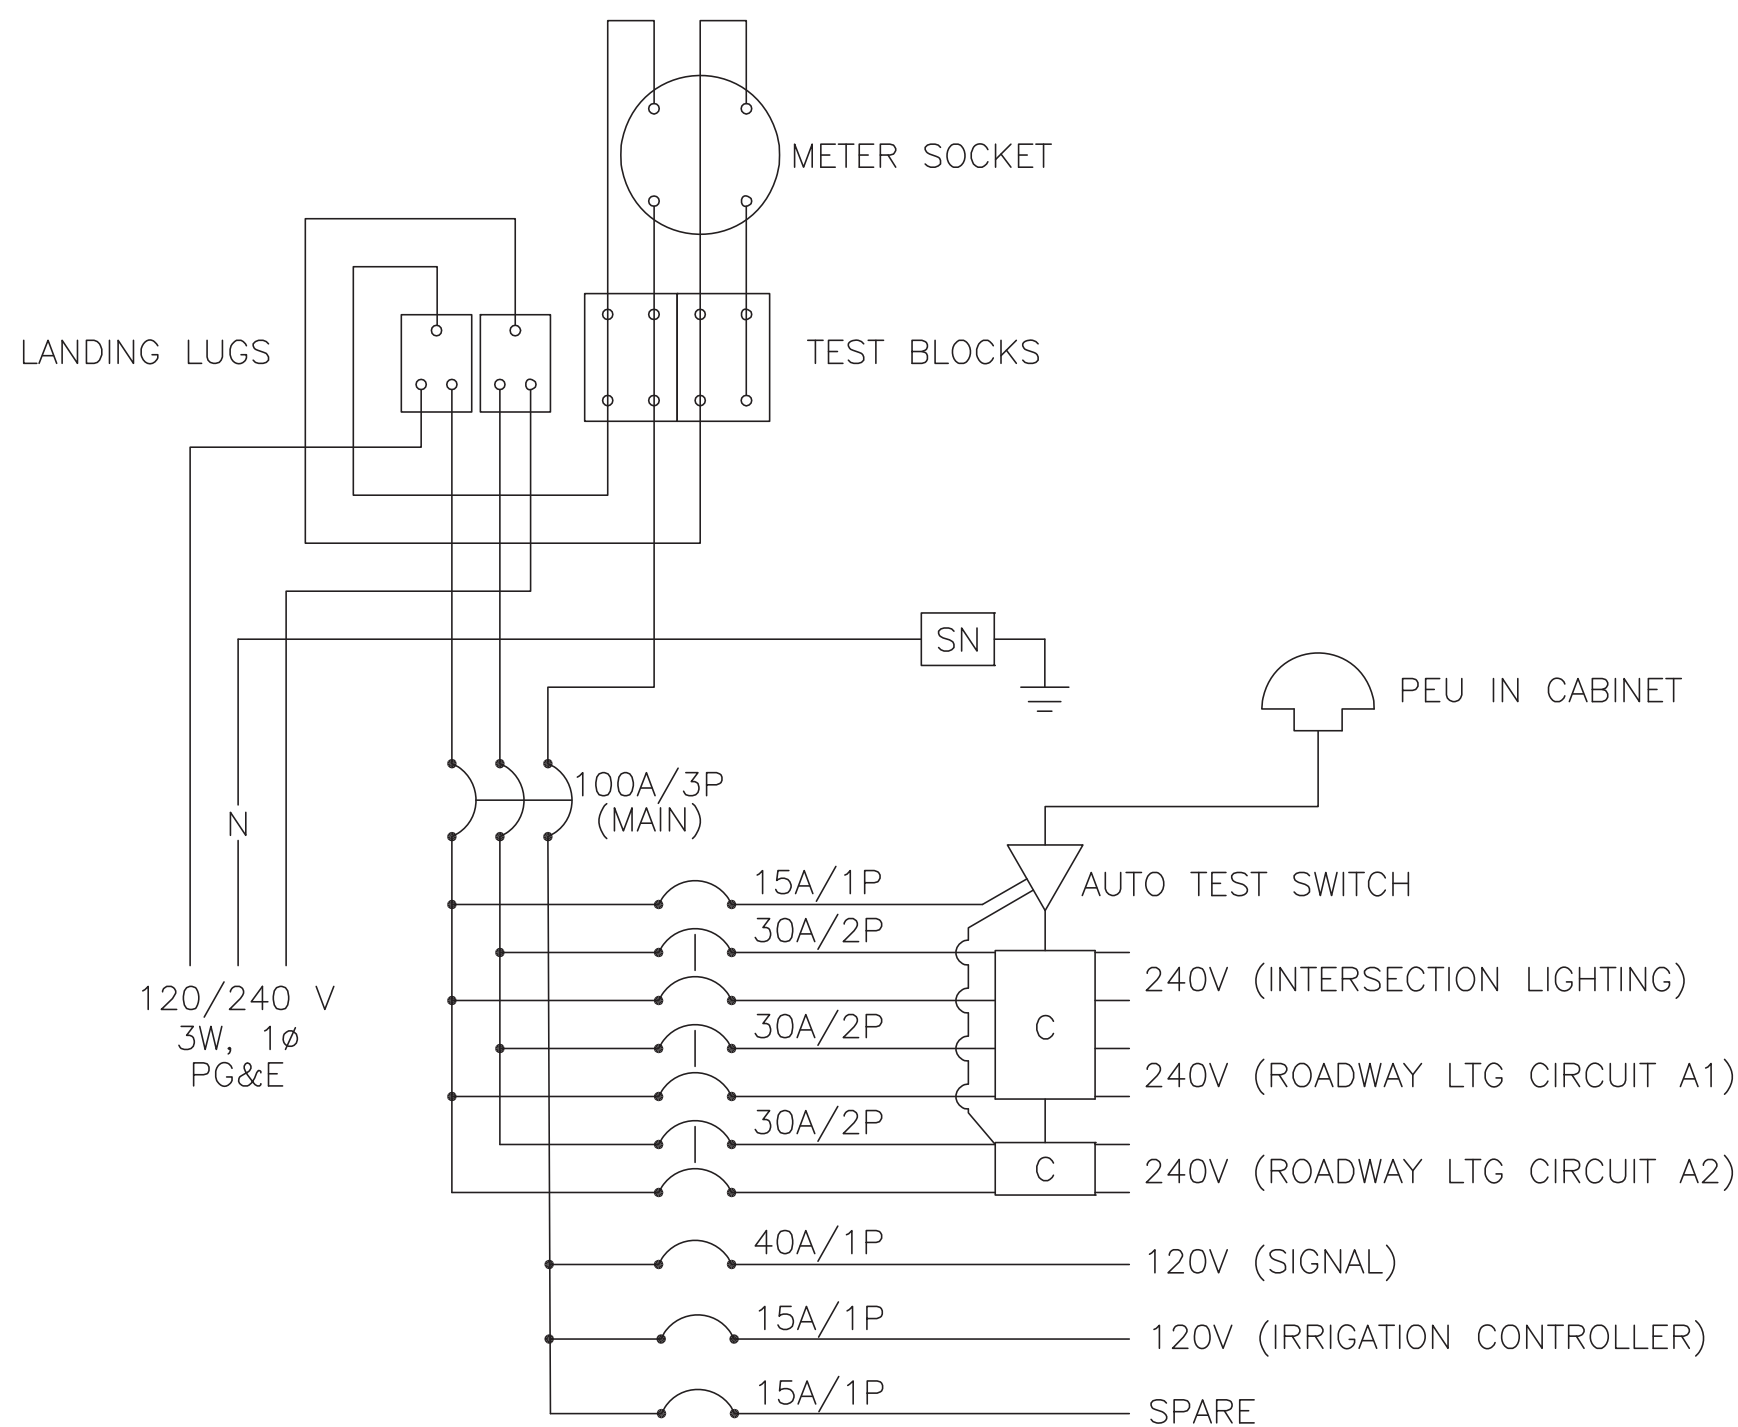 METER SOCKET
LANDING LUGS
TEST BLOCKS
SN
PEU IN CABINET
100A/3P
(MAIN)
N
15A/1P
AUTO TEST SWITCH
30A/2P
240V (INTERSECTION LIGHTING)
120/240 V
3W, 1ø
PG&E
30A/2P
C
240V (ROADWAY LTG CIRCUIT A1)
30A/2P
C
240V (ROADWAY LTG CIRCUIT A2)
40A/1P
120V (SIGNAL)
15A/1P
120V (IRRIGATION CONTROLLER)
15A/1P
SPARE